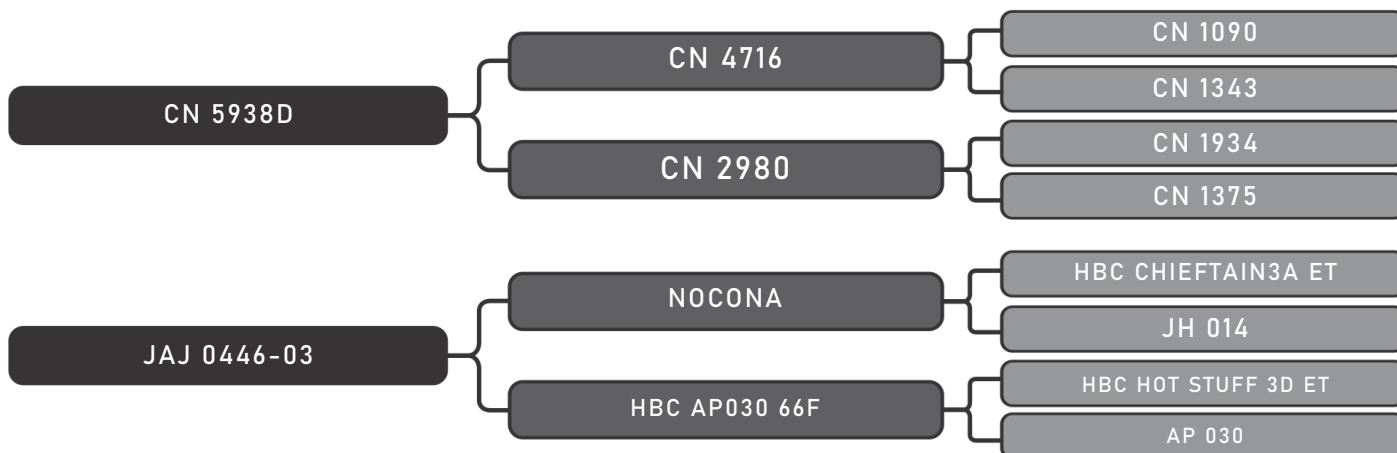 CN 5938D
CN 4716
CN 2980
CN 1090
CN 1343
CN 1934
CN 1375
JAJ 0446-03
NOCONA
HBC AP030 66F
HBC CHIEFTAIN3A ET
JH 014
HBC HOT STUFF 3D ET
AP 030